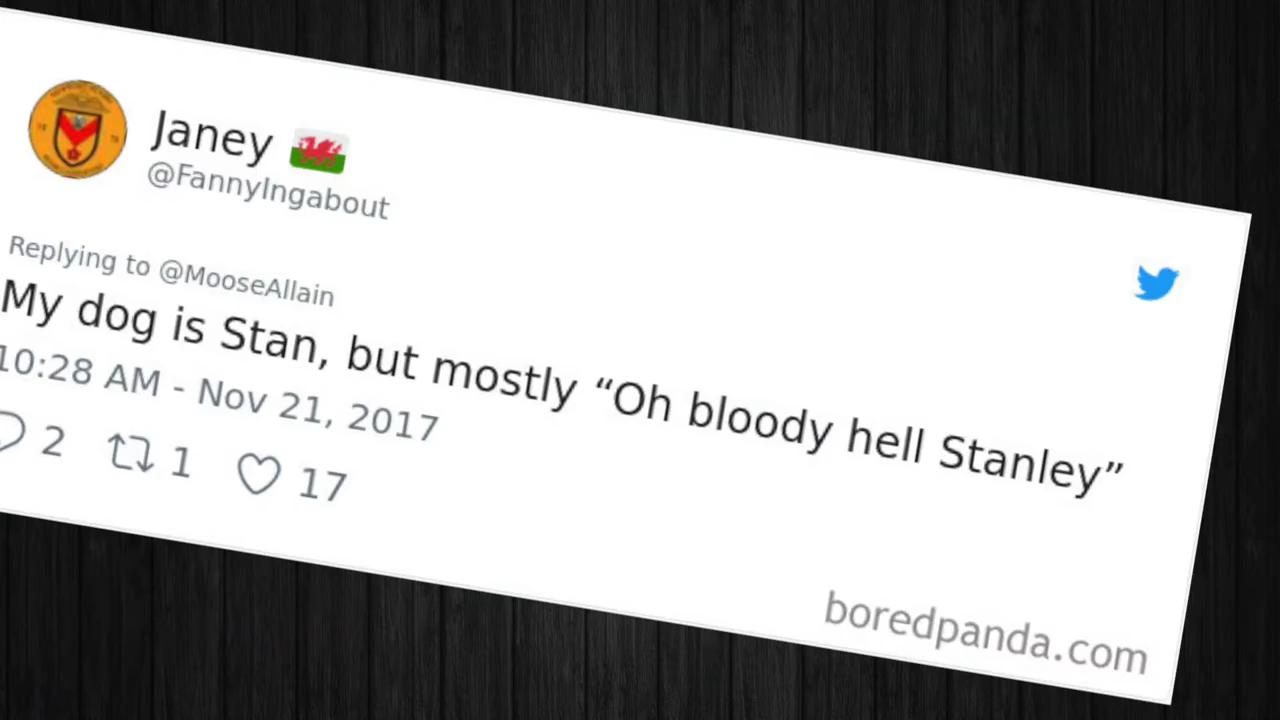 Janey 🏴󠁧󠁢󠁷󠁬󠁳󠁿
@FannyIngabout
Replying to @MooseAllain
My dog is Stan, but mostly “Oh bloody hell Stanley”
10:28 AM - Nov 21, 2017
2 1 17
boredpanda.com